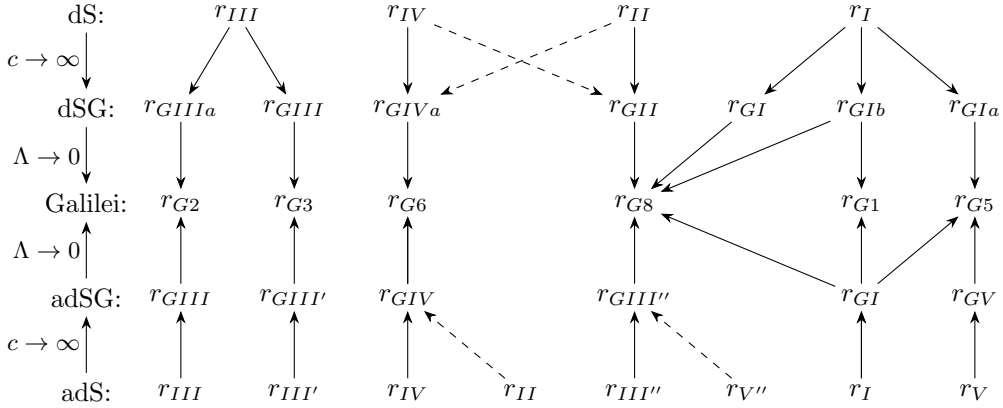 dS: r_{III} r_{IV} r_{II} r_{I}
c → ∞
dSG: r_{GIIIa} r_{GIII} r_{GIVa} r_{GII} r_{GI} r_{GIb} r_{GIa}
Λ → 0
Galilei: r_{G2} r_{G3} r_{G6} r_{G8} r_{G1} r_{G5}
Λ → 0
adSG: r_{GIII} r_{GIII'} r_{GIV} r_{GIII''} r_{GI} r_{GV}
c → ∞
adS: r_{III} r_{III'} r_{IV} r_{II} r_{III''} r_{V''} r_{I} r_{V}